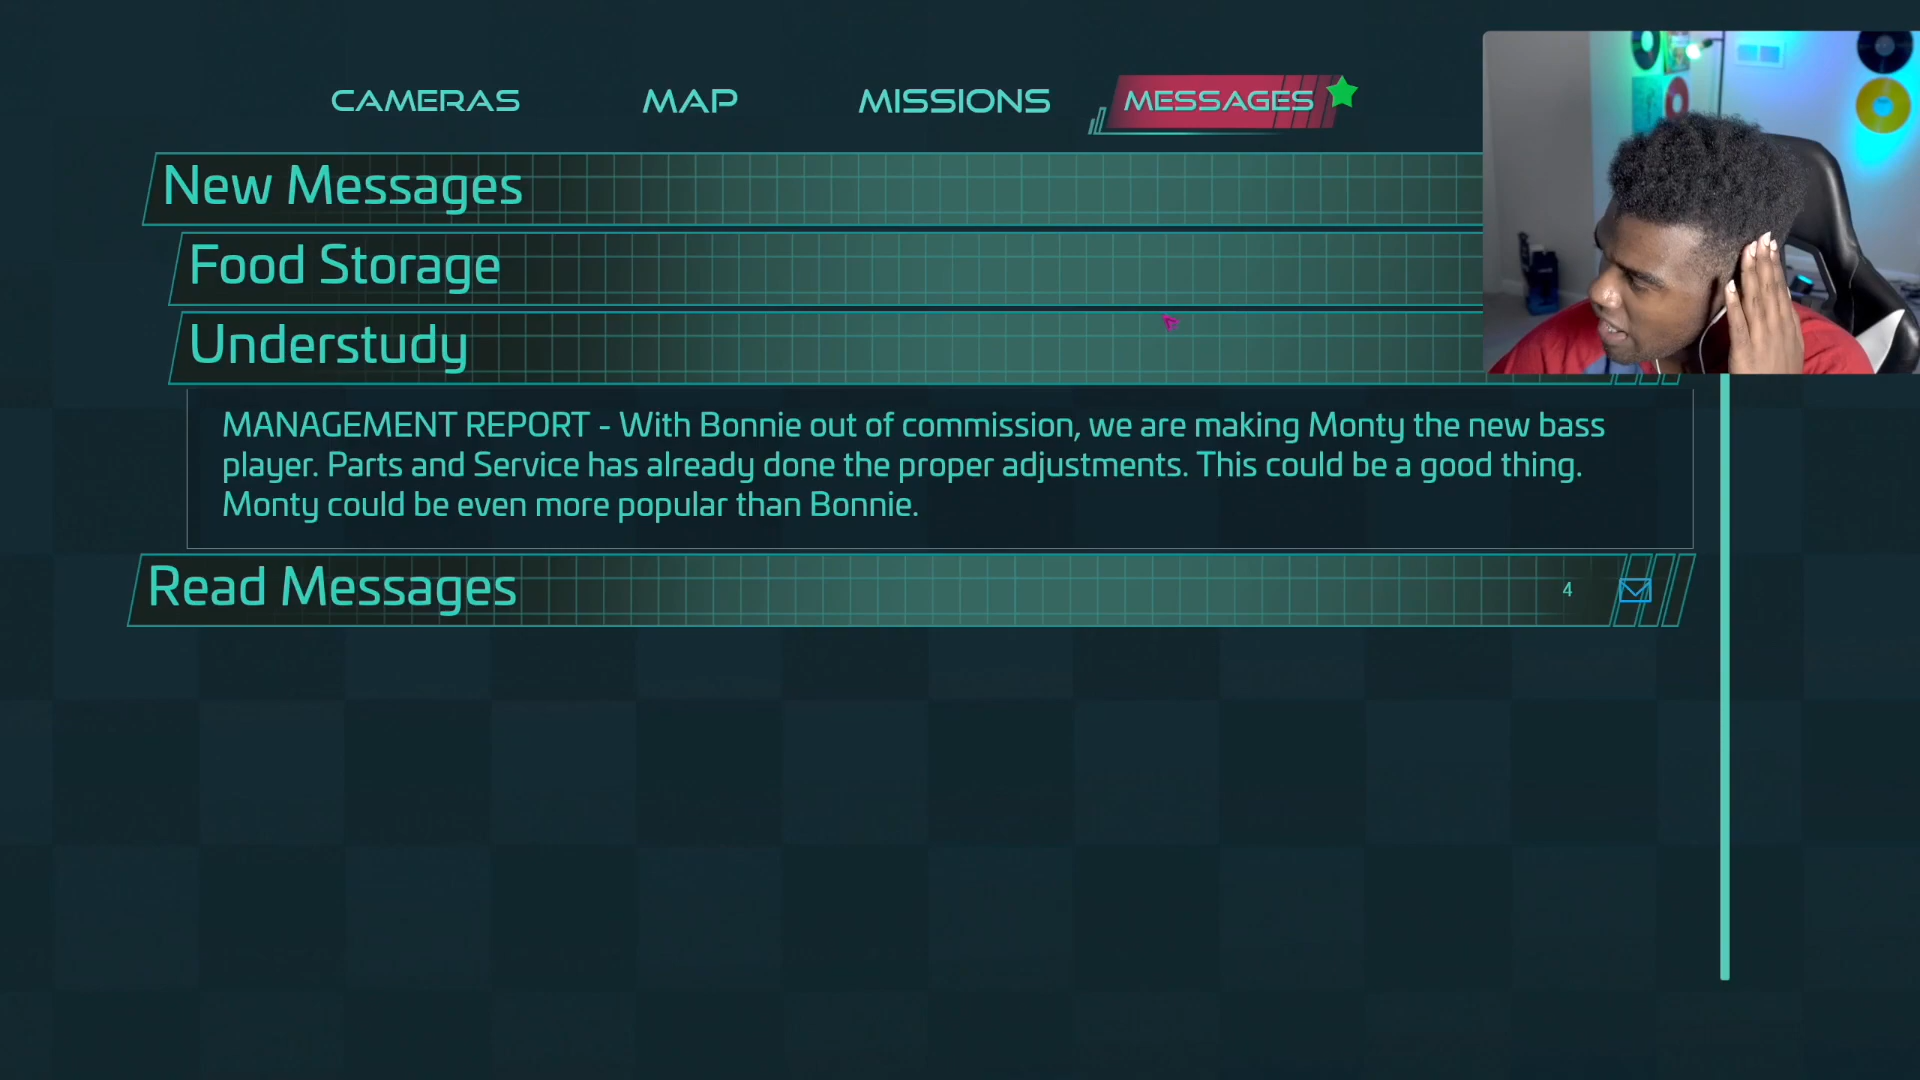 CAMERAS MAP MISSIONS MESSAGES
New Messages
Food Storage
Understudy
MANAGEMENT REPORT - With Bonnie out of commission, we are making Monty the new bass
player. Parts and Service has already done the proper adjustments. This could be a good thing.
Monty could be even more popular than Bonnie.
Read Messages 4